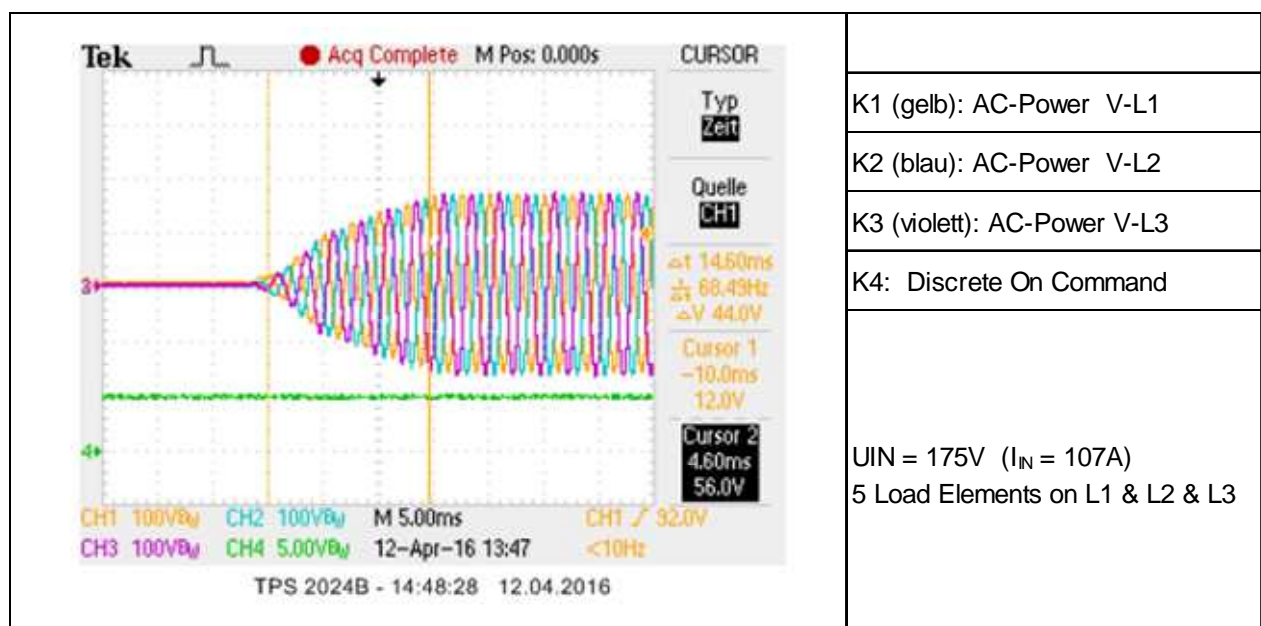 Tek Acq Complete M Pos: 0.000s CURSOR
Typ
Zeit
Quelle
CH1
Δt 14.60ms
1/Δt 68.49Hz
ΔV 44.0V
Cursor 1
-10.0ms
12.0V
Cursor 2
4.60ms
56.0V
3
4
CH1 100VBW CH2 100VBW M 5.00ms CH1 92.0V
CH3 100VBW CH4 5.00VBW 12-Apr-16 13:47 <10Hz
TPS 2024B - 14:48:28 12.04.2016
K1 (gelb): AC-Power V-L1
K2 (blau): AC-Power V-L2
K3 (violett): AC-Power V-L3
K4: Discrete On Command
UIN = 175V (IIN = 107A)
5 Load Elements on L1 & L2 & L3